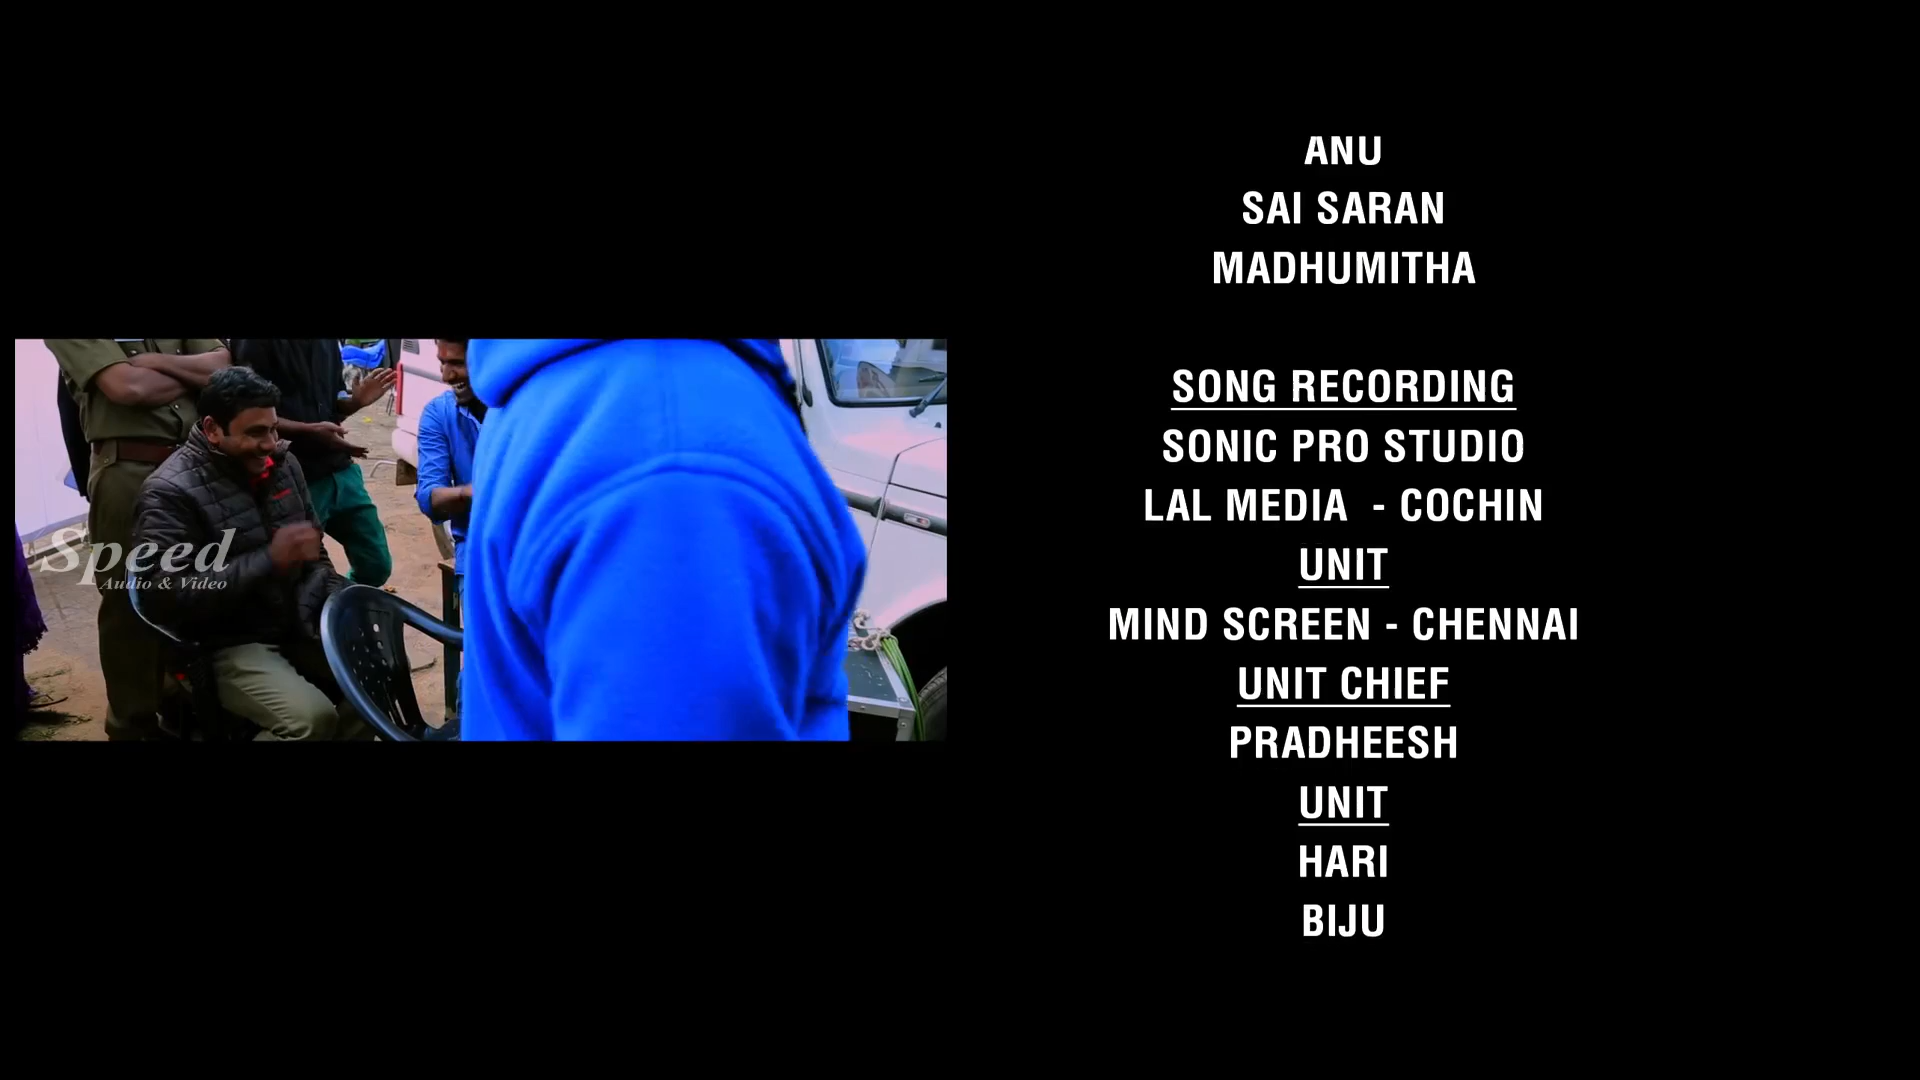 ANU
SAI SARAN
MADHUMITHA
SONG RECORDING
SONIC PRO STUDIO
LAL MEDIA - COCHIN
UNIT
MIND SCREEN - CHENNAI
UNIT CHIEF
PRADHEESH
UNIT
HARI
BIJU
Speed
Audio & Video